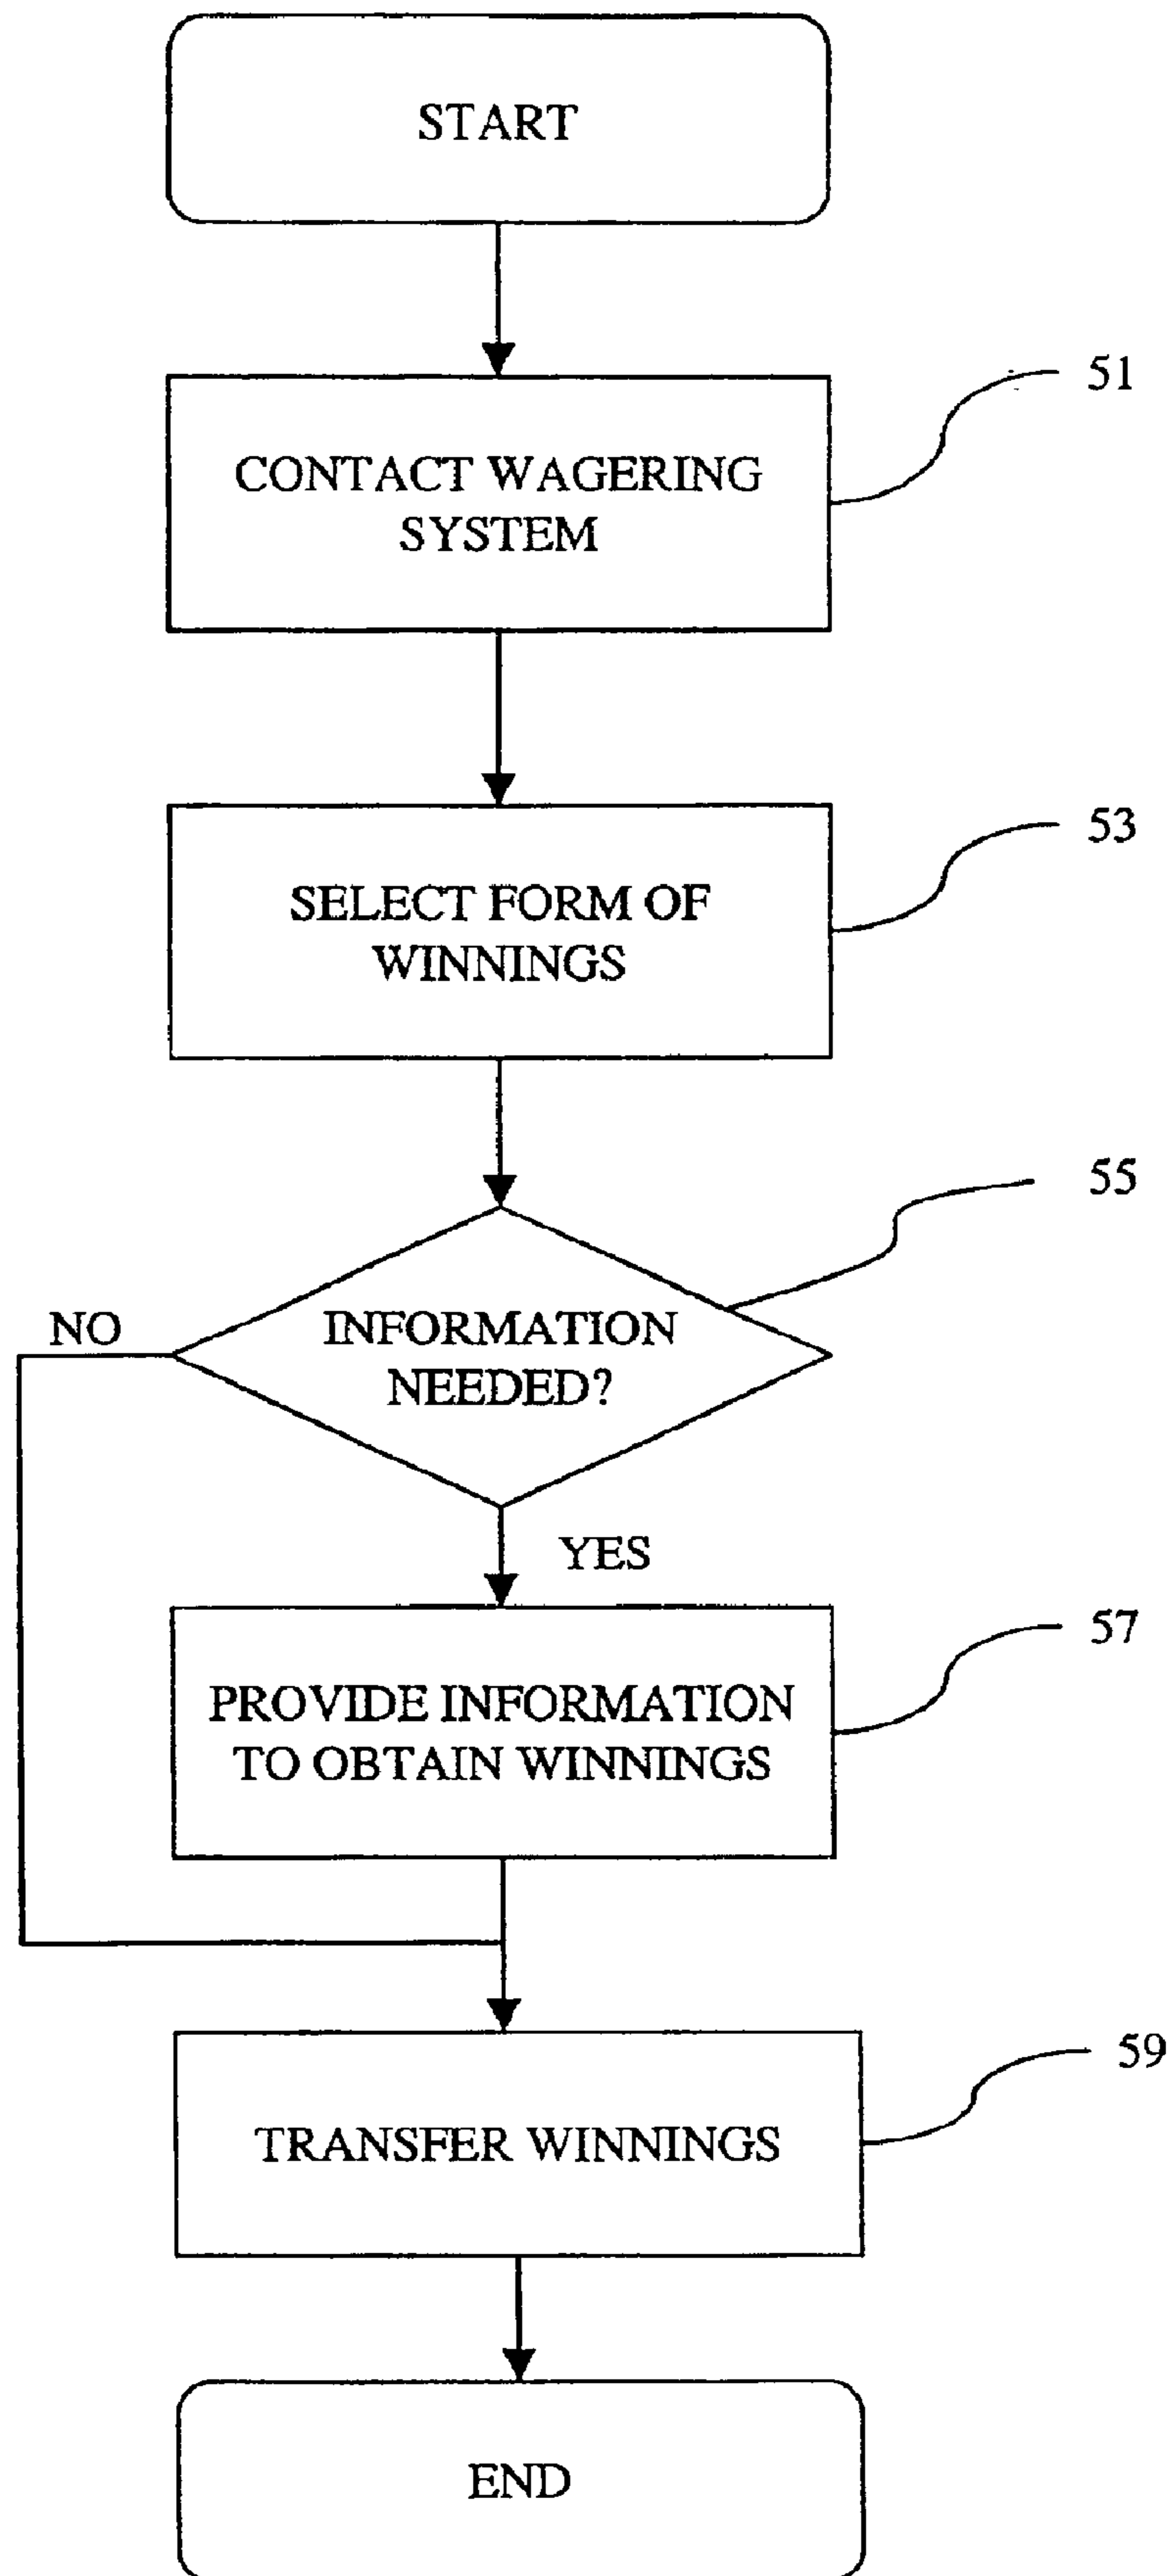 START
51
CONTACT WAGERING
SYSTEM
53
SELECT FORM OF
WINNINGS
55
NO
INFORMATION
NEEDED?
YES
57
PROVIDE INFORMATION
TO OBTAIN WINNINGS
59
TRANSFER WINNINGS
END